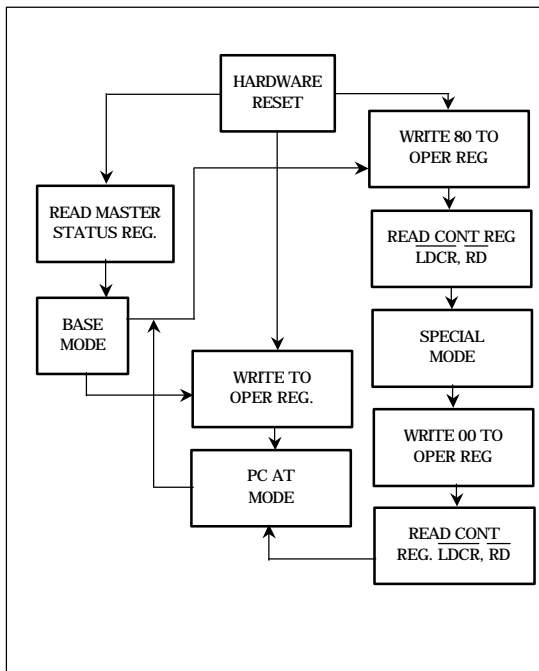 HARDWARE
RESET
WRITE 80 TO
OPER REG
READ MASTER
STATUS REG.
READ CONT REG
LDCR, RD
BASE
MODE
SPECIAL
MODE
WRITE TO
OPER REG.
WRITE 00 TO
OPER REG
PC AT
MODE
READ CONT
REG. LDCR, RD